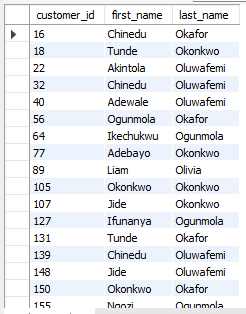 customer_id first_name last_name
16 Chinedu Okafor
18 Tunde Okonkwo
22 Akintola Oluwafemi
32 Chinedu Oluwafemi
40 Adewale Oluwafemi
56 Ogunmola Okafor
64 Ikechukwu Ogunmola
77 Adebayo Okonkwo
89 Liam Olivia
105 Okonkwo Okonkwo
107 Jide Okonkwo
127 Ifunanya Ogunmola
131 Tunde Okafor
139 Chinedu Oluwafemi
148 Jide Oluwafemi
150 Okonkwo Okafor
155 Ngozi Ogunmola